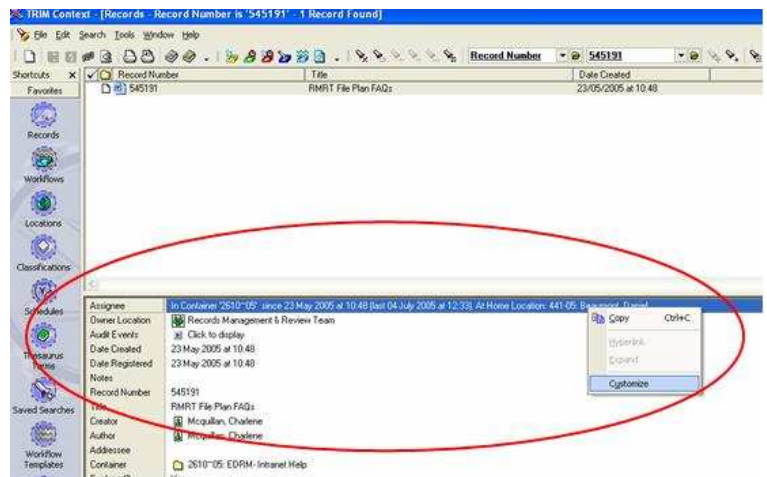 TRIM Context - [Records - Record Number is '545191' - 1 Record Found]
File Edit Search Tools Window Help
Record Number 545191
Shortcuts x Record Number Title Date Created
Favorites 545191 RMRT File Plan FAQs 23/05/2005 at 10:48
Records
Workflows
Locations
Classifications
Schedules
Thesaurus Terms
Saved Searches
Workflow Templates
Assignee In Container '2610~05' since 23 May 2005 at 10:48 (last 04 July 2005 at 12:33), At Home Location: 441-05: Beaumont, Daniel
Owner Location Records Management & Review Team
Audit Events Click to display
Date Created 23 May 2005 at 10:48
Date Registered 23 May 2005 at 10:48
Notes
Record Number 545191
Title RMRT File Plan FAQs
Creator Mcquillan, Charlene
Author Mcquillan, Charlene
Addressee
Container 2610~05: EDRM- Intranet Help
Copy Ctrl+C
Hyperlink
Expand
Customize